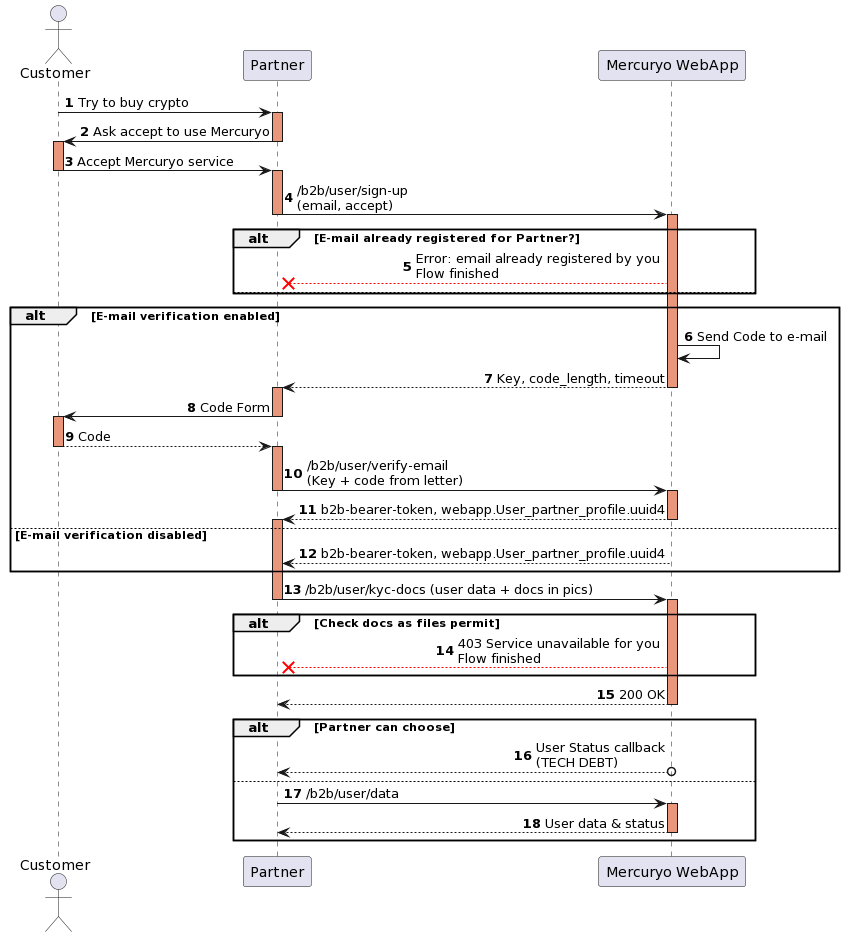 Customer
Partner
Mercuryo WebApp
1 Try to buy crypto
2 Ask accept to use Mercuryo
3 Accept Mercuryo service
4 /b2b/user/sign-up
(email, accept)
alt [E-mail already registered for Partner?]
5 Error: email already registered by you
Flow finished
alt [E-mail verification enabled]
6 Send Code to e-mail
7 Key, code_length, timeout
8 Code Form
9 Code
10 /b2b/user/verify-email
(Key + code from letter)
11 b2b-bearer-token, webapp.User_partner_profile.uuid4
[E-mail verification disabled]
12 b2b-bearer-token, webapp.User_partner_profile.uuid4
13 /b2b/user/kyc-docs (user data + docs in pics)
alt [Check docs as files permit]
14 403 Service unavailable for you
Flow finished
15 200 OK
alt [Partner can choose]
16 User Status callback
(TECH DEBT)
17 /b2b/user/data
18 User data & status
Customer
Partner
Mercuryo WebApp